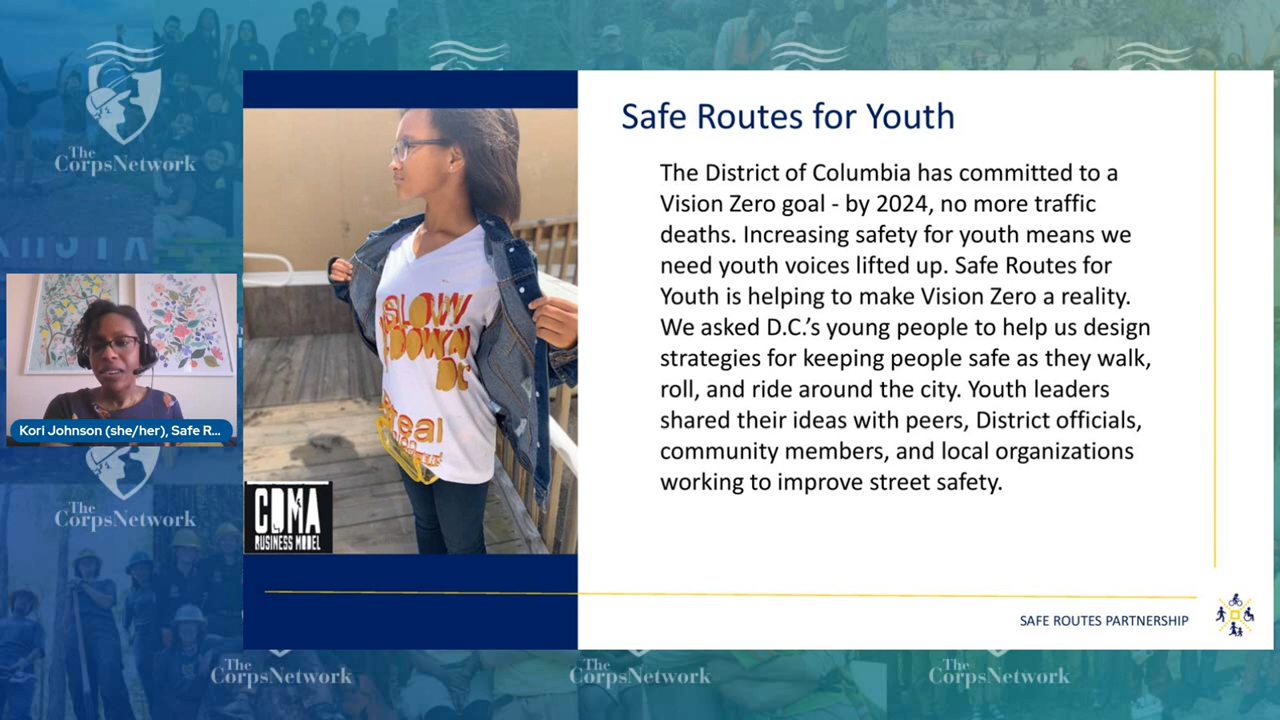 The
CorpsNetwork
Safe Routes for Youth
The District of Columbia has committed to a
Vision Zero goal - by 2024, no more traffic
deaths. Increasing safety for youth means we
need youth voices lifted up. Safe Routes for
Youth is helping to make Vision Zero a reality.
We asked D.C.’s young people to help us design
strategies for keeping people safe as they walk,
roll, and ride around the city. Youth leaders
shared their ideas with peers, District officials,
community members, and local organizations
working to improve street safety.
SLOW
DOWN
DC
Kori Johnson (she/her), Safe R...
CDMA
BUSINESS MODEL
The
CorpsNetwork
SAFE ROUTES PARTNERSHIP
The
CorpsNetwork
The
CorpsNetwork
The
CorpsNetwork